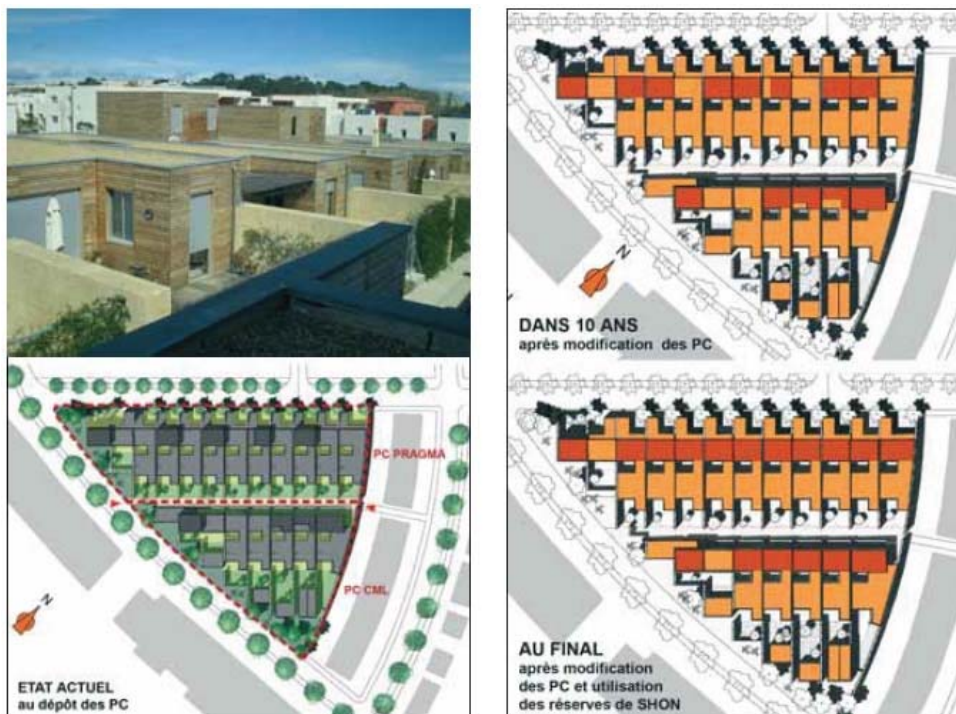 N
DANS 10 ANS
après modification des PC
PC PRAGMA
PC CML
N
ETAT ACTUEL
au dépôt des PC
AU FINAL
après modification
des PC et utilisation
des réserves de SHON